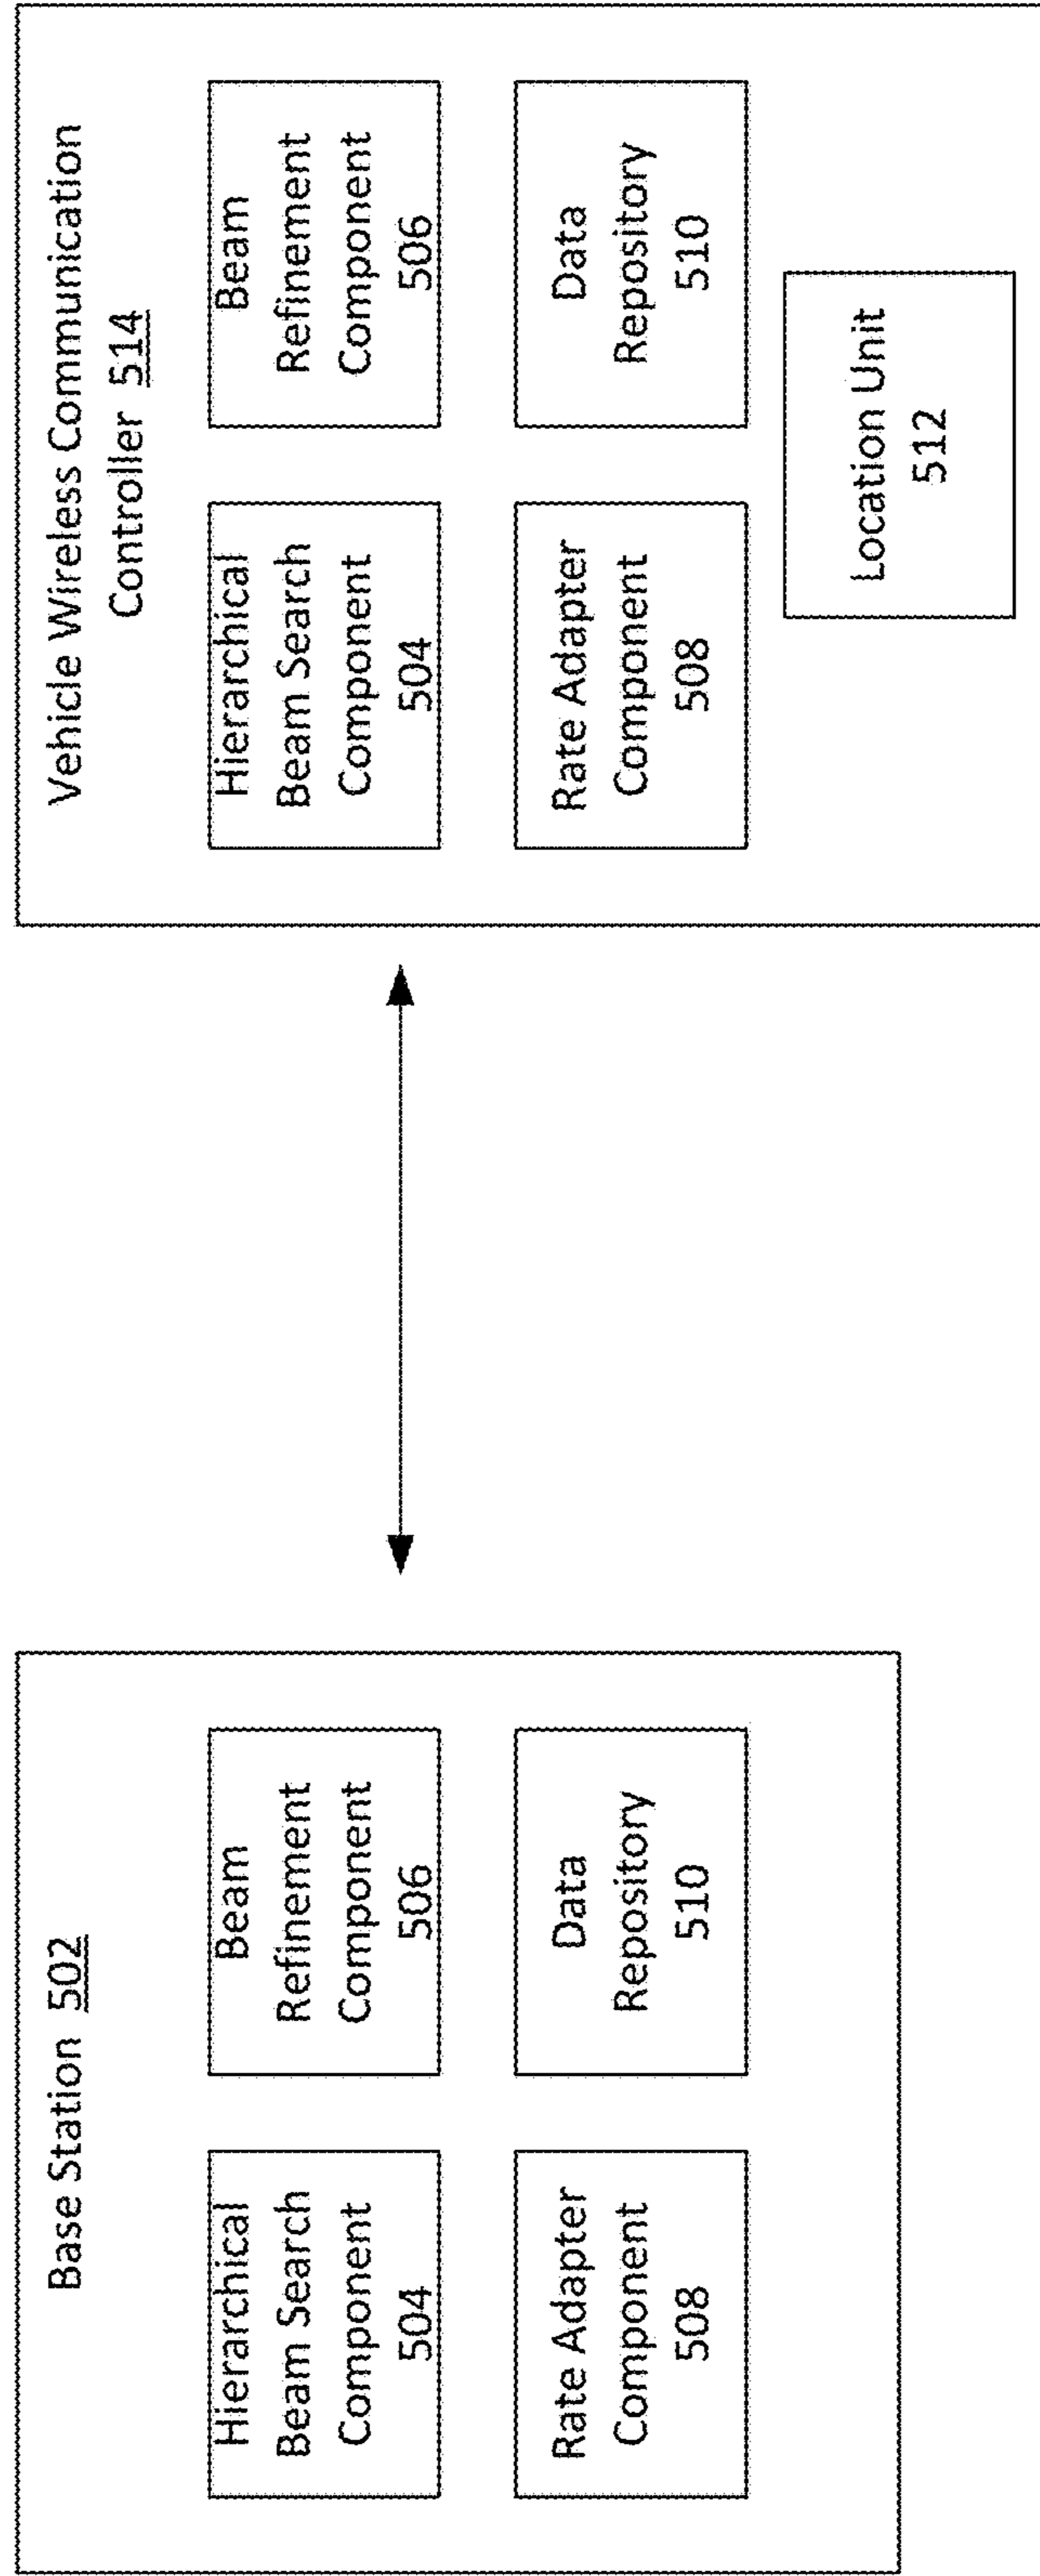 Base Station 502
Hierarchical
Beam Search
Component
504
Beam
Refinement
Component
506
Rate Adapter
Component
508
Data
Repository
510
Vehicle Wireless Communication
Controller 514
Hierarchical
Beam Search
Component
504
Beam
Refinement
Component
506
Rate Adapter
Component
508
Data
Repository
510
Location Unit
512